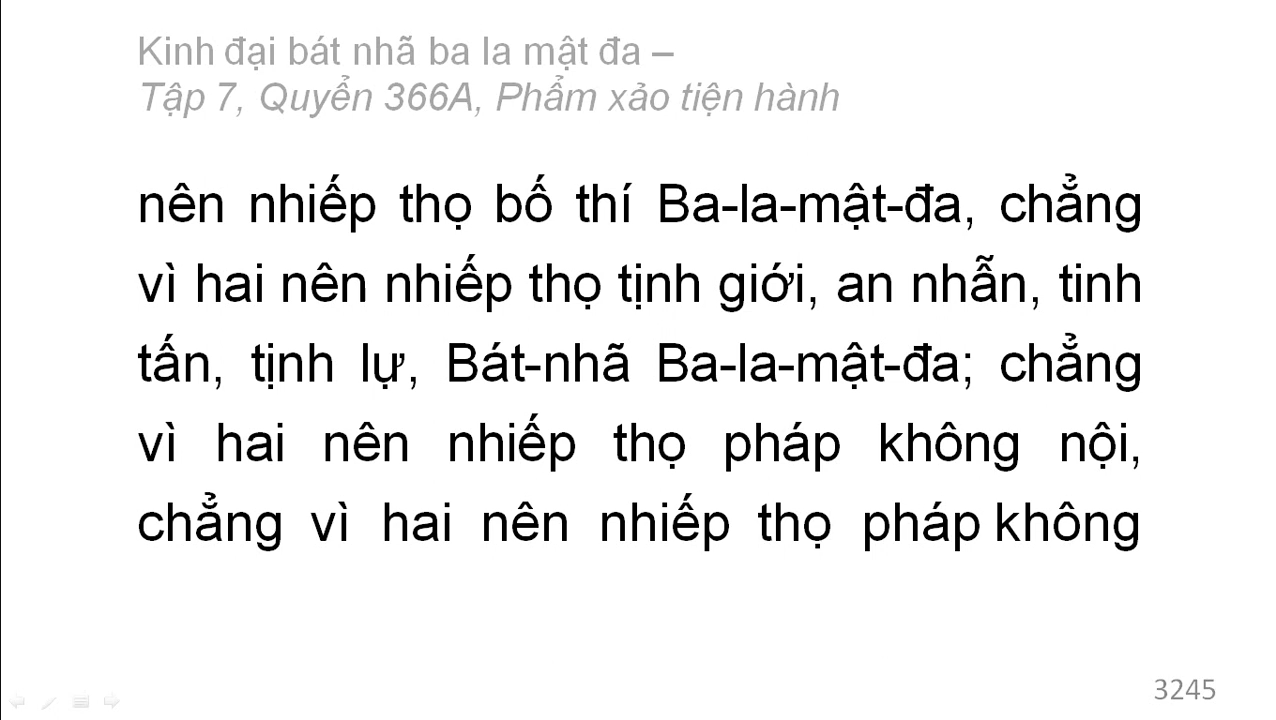 Kinh đại bát nhã ba la mật đa –
Tập 7, Quyển 366A, Phẩm xảo tiện hành
nên nhiếp thọ bố thí Ba-la-mật-đa, chẳng
vì hai nên nhiếp thọ tịnh giới, an nhẫn, tinh
tấn, tịnh lự, Bát-nhã Ba-la-mật-đa; chẳng
vì hai nên nhiếp thọ pháp không nội,
chẳng vì hai nên nhiếp thọ pháp không
3245